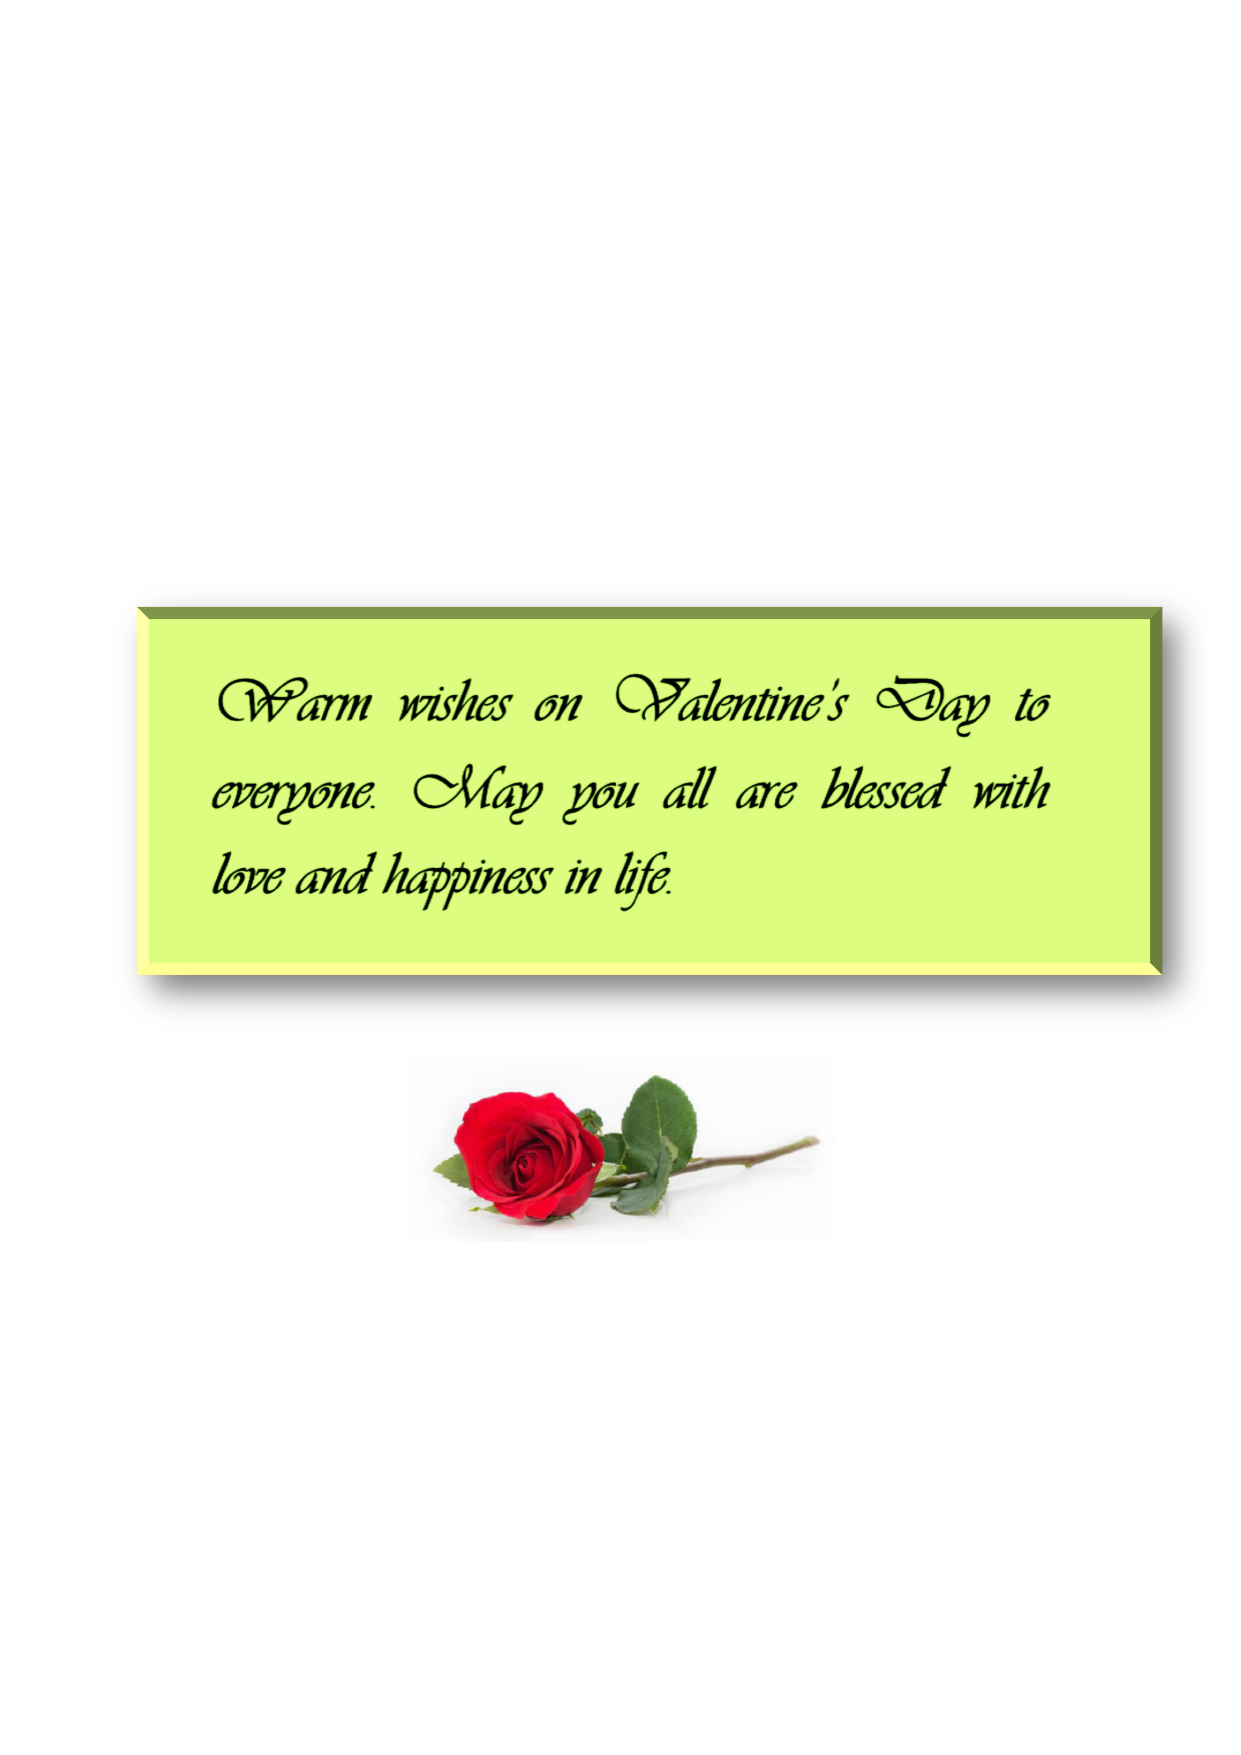 Warm wishes on Valentine's Day to
everyone. May you all are blessed with
love and happiness in life.